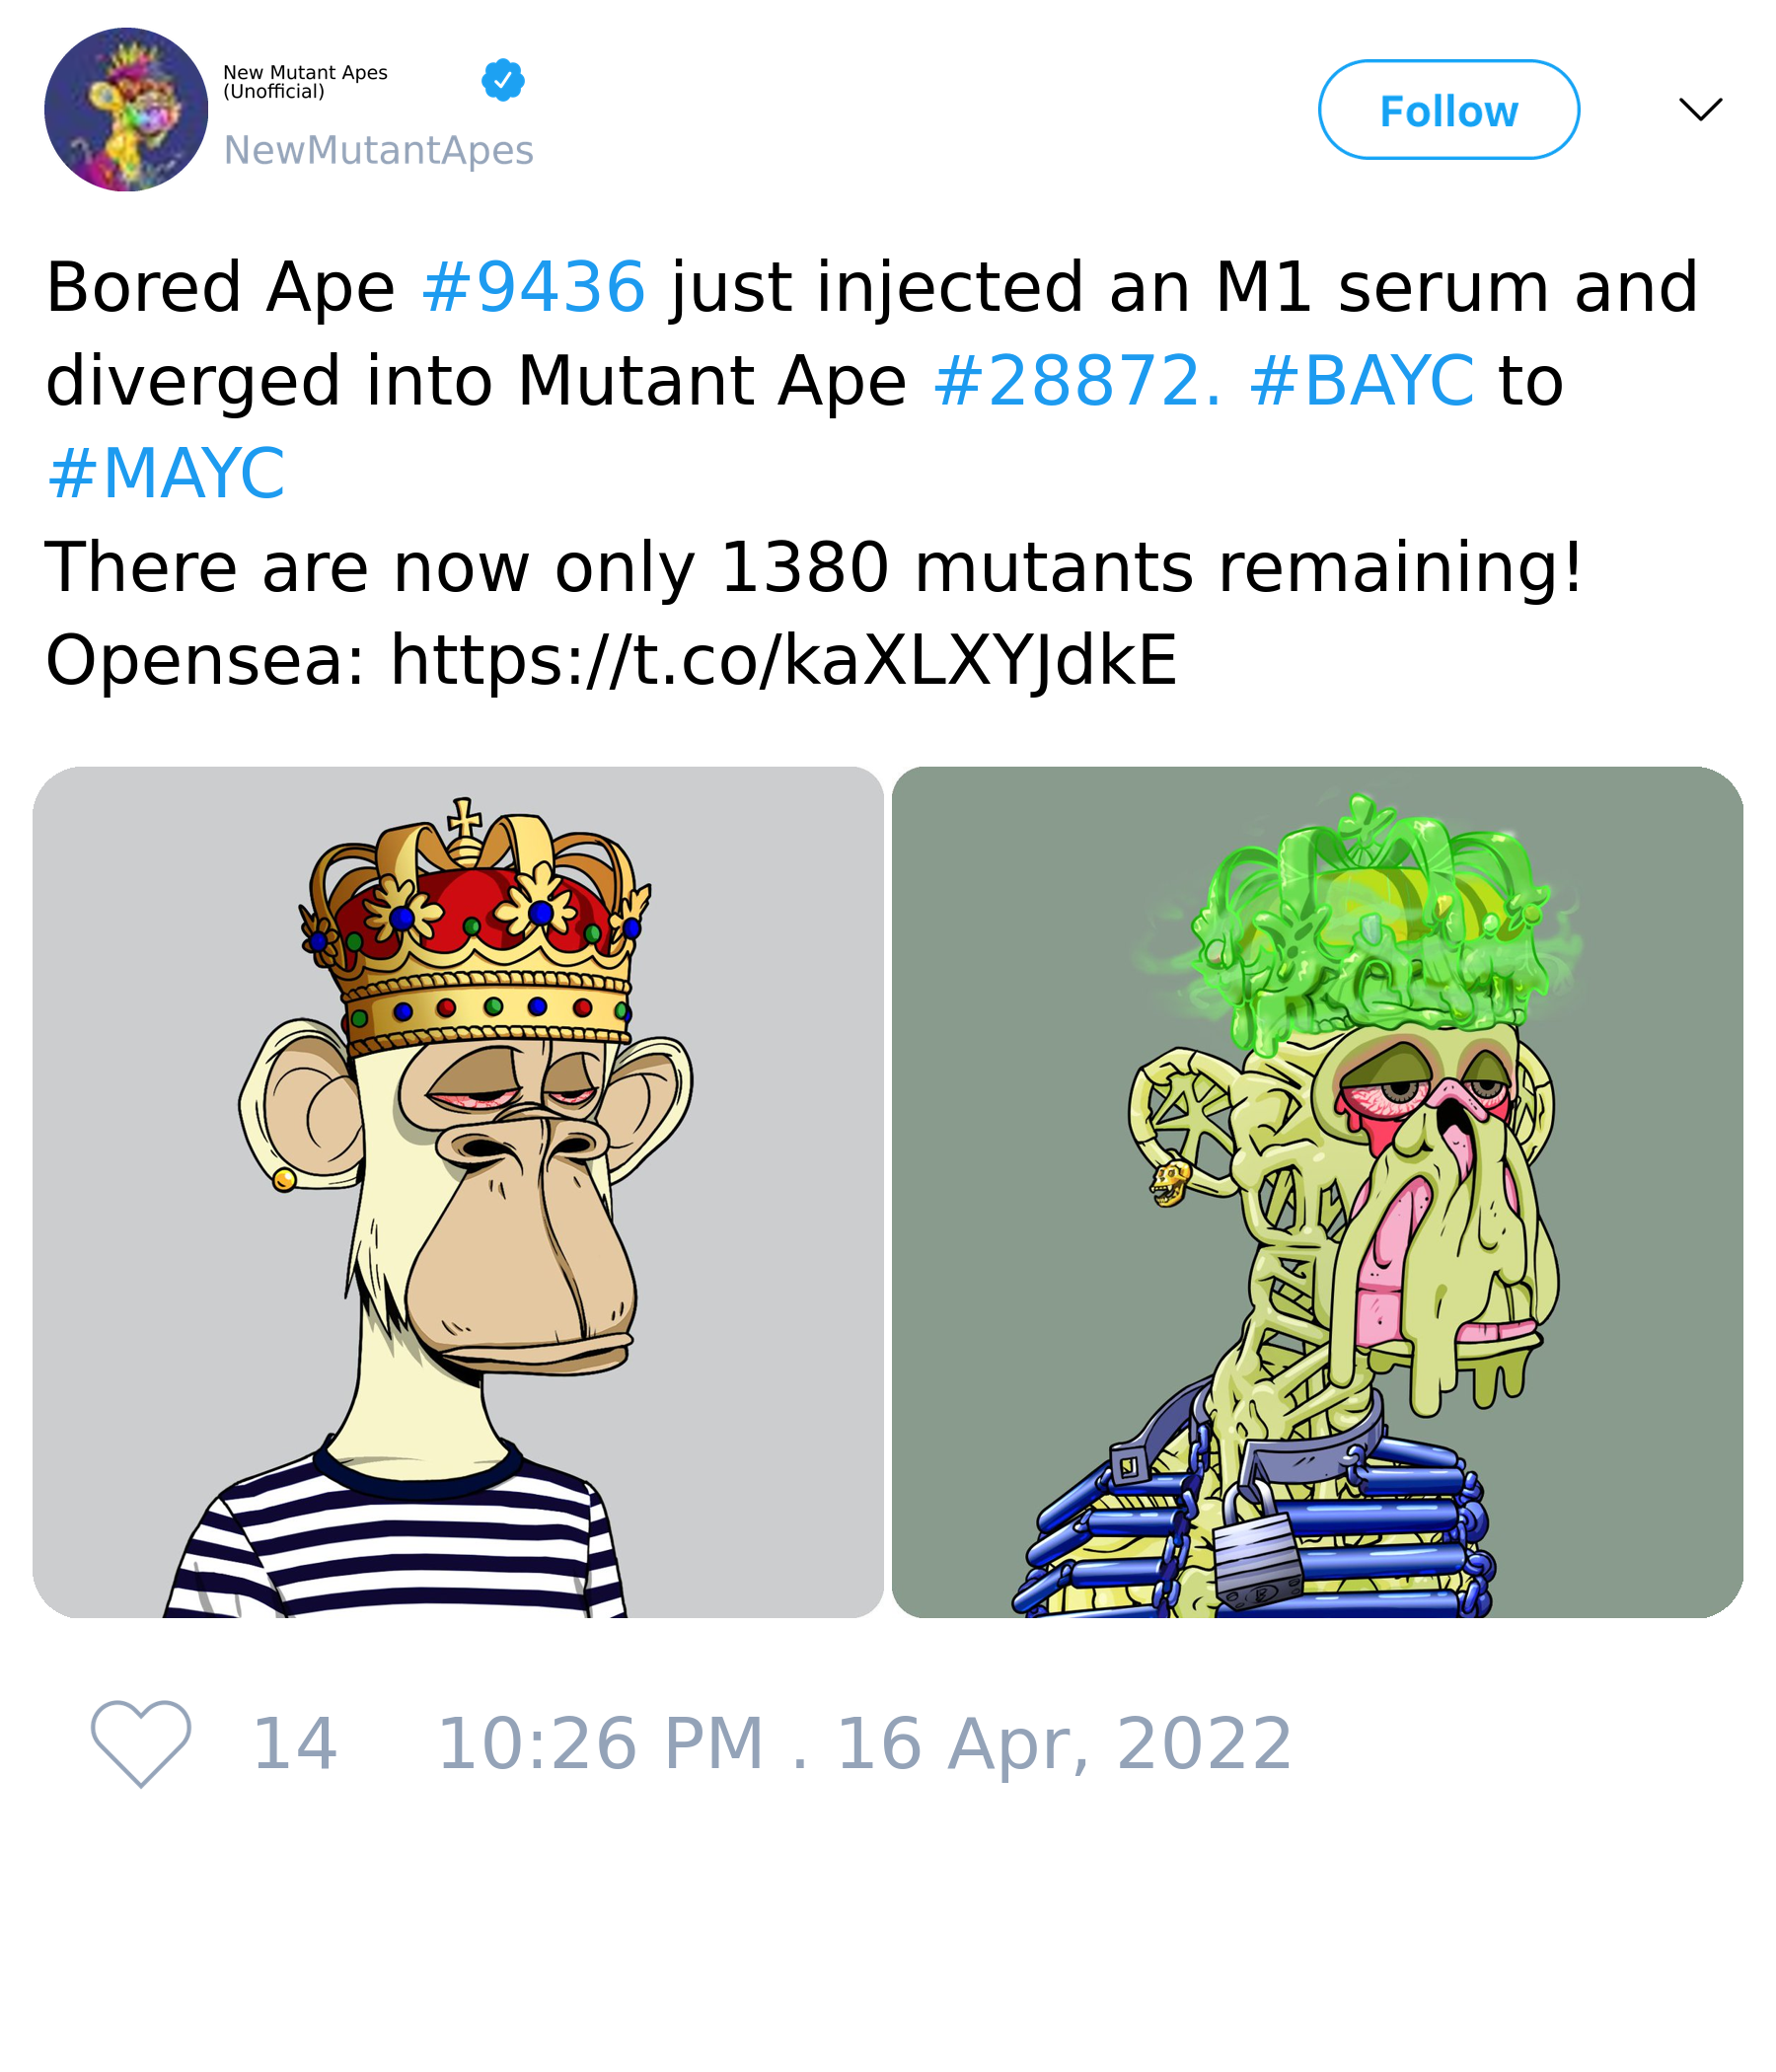 New Mutant Apes
(Unofficial)
NewMutantApes
Follow
Bored Ape #9436 just injected an M1 serum and
diverged into Mutant Ape #28872. #BAYC to
#MAYC
There are now only 1380 mutants remaining!
Opensea: https://t.co/kaXLXYJdkE
B
14 10:26 PM . 16 Apr, 2022